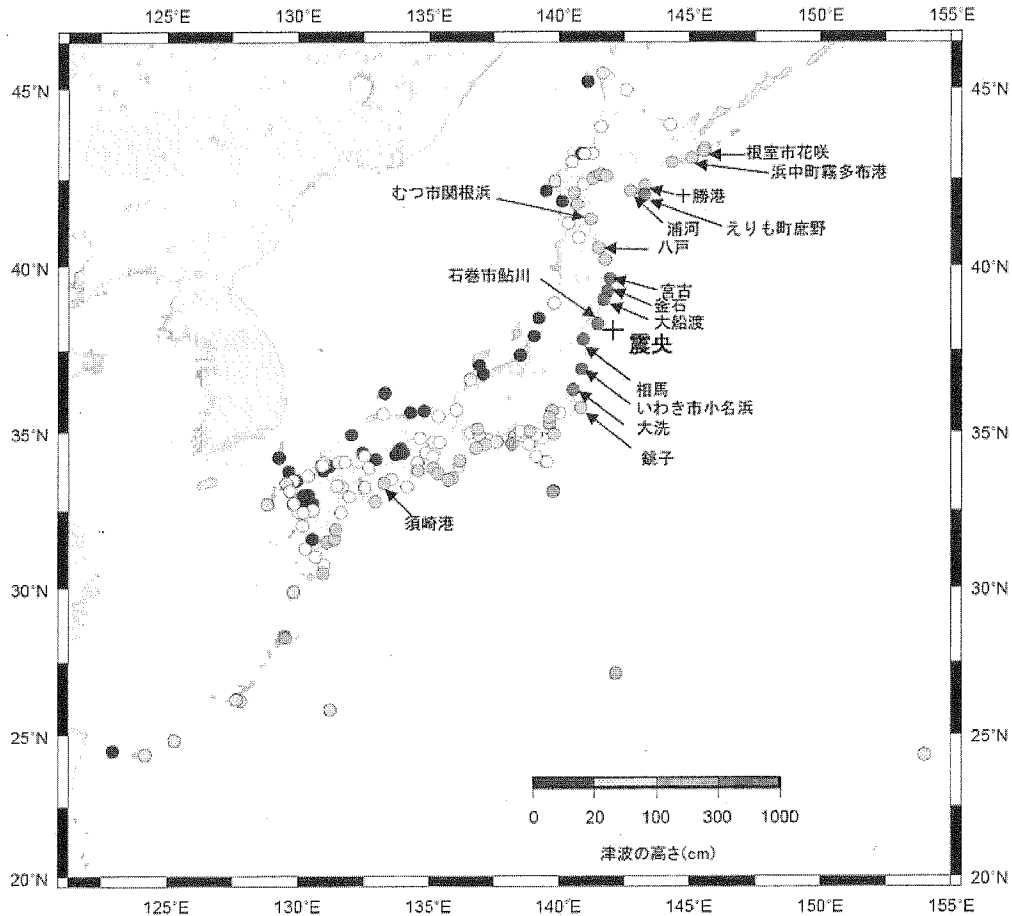 125°E 130°E 135°E 140°E 145°E 150°E 155°E
45°N 45°N
根室市花咲
浜中町霧多布港
むつ市関根浜
十勝港
浦河
えりも町庶野
八戸
40°N 40°N
石巻市鮎川
宮古
釜石
大船渡
震央
相馬
いわき市小名浜
大洗
35°N 35°N
銚子
須崎港
30°N 30°N
25°N 25°N
0 20 100 300 1000
津波の高さ(cm)
20°N 20°N
125°E 130°E 135°E 140°E 145°E 150°E 155°E